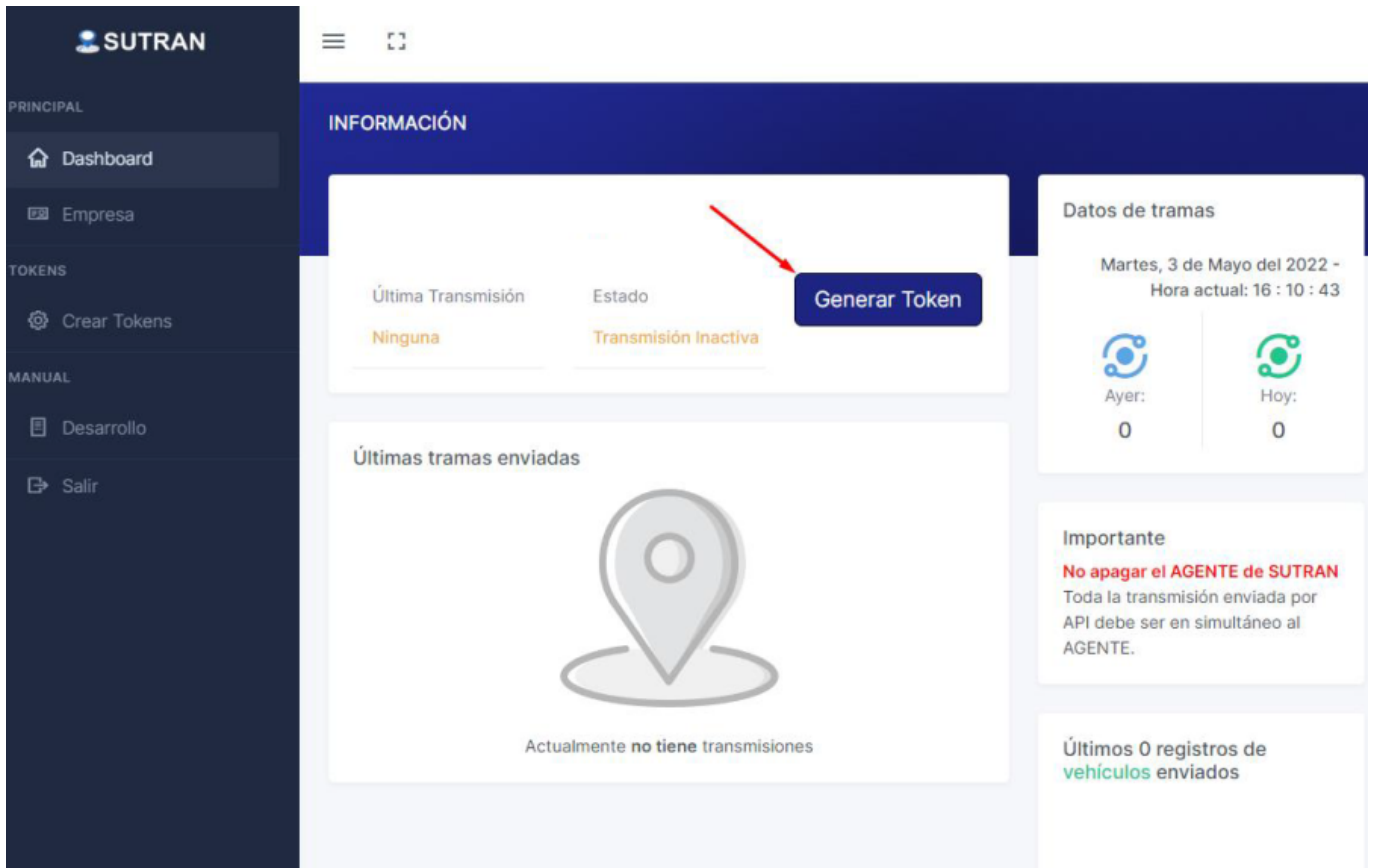 SUTRAN
PRINCIPAL
Dashboard
Empresa
TOKENS
Crear Tokens
MANUAL
Desarrollo
Salir
INFORMACIÓN
Última Transmisión
Ninguna
Estado
Transmisión Inactiva
Generar Token
Últimas tramas enviadas
Actualmente no tiene transmisiones
Datos de tramas
Martes, 3 de Mayo del 2022 -
Hora actual: 16 : 10 : 43
Ayer:
0
Hoy:
0
Importante
No apagar el AGENTE de SUTRAN
Toda la transmisión enviada por
API debe ser en simultáneo al
AGENTE.
Últimos 0 registros de
vehículos enviados